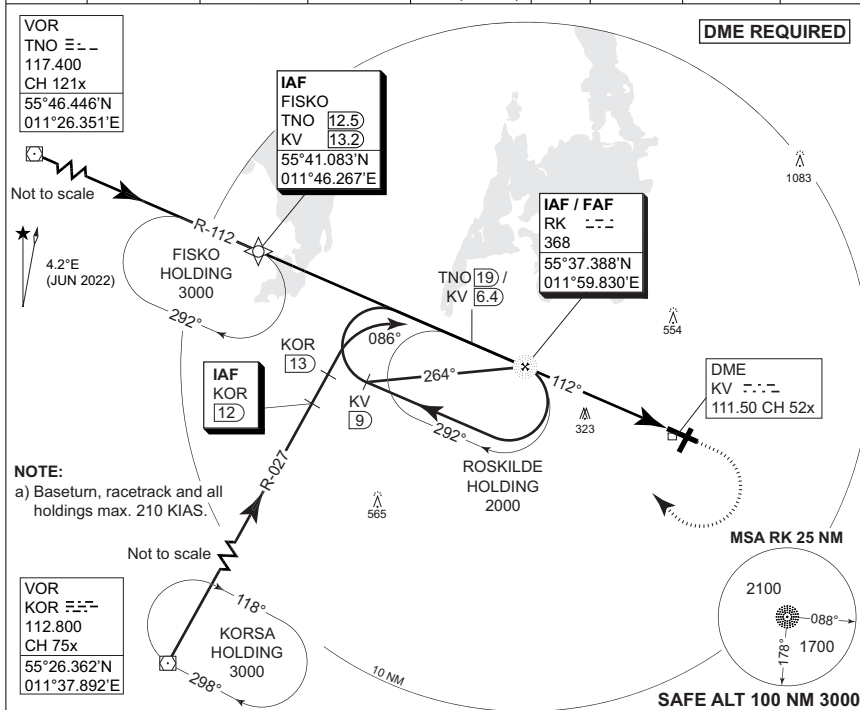 DME REQUIRED
VOR
TNO
117.400
CH 121x
55°46.446'N
011°26.351'E
IAF
FISKO
TNO 12.5
KV 13.2
55°41.083'N
011°46.267'E
1083
Not to scale
R-112
IAF / FAF
RK
368
55°37.388'N
011°59.830'E
4.2°E
(JUN 2022)
FISKO
HOLDING
3000
292°
TNO 19 /
KV 6.4
554
KOR
13
086°
DME
KV
111.50 CH 52x
IAF
KOR
12
264°
112°
KV
9
323
292°
ROSKILDE
HOLDING
2000
R-027
NOTE:
a) Baseturn, racetrack and all
holdings max. 210 KIAS.
565
Not to scale
MSA RK 25 NM
2100
088°
1700
178°
VOR
KOR
112.800
CH 75x
55°26.362'N
011°37.892'E
118°
KORSA
HOLDING
3000
298°
10 NM
SAFE ALT 100 NM 3000